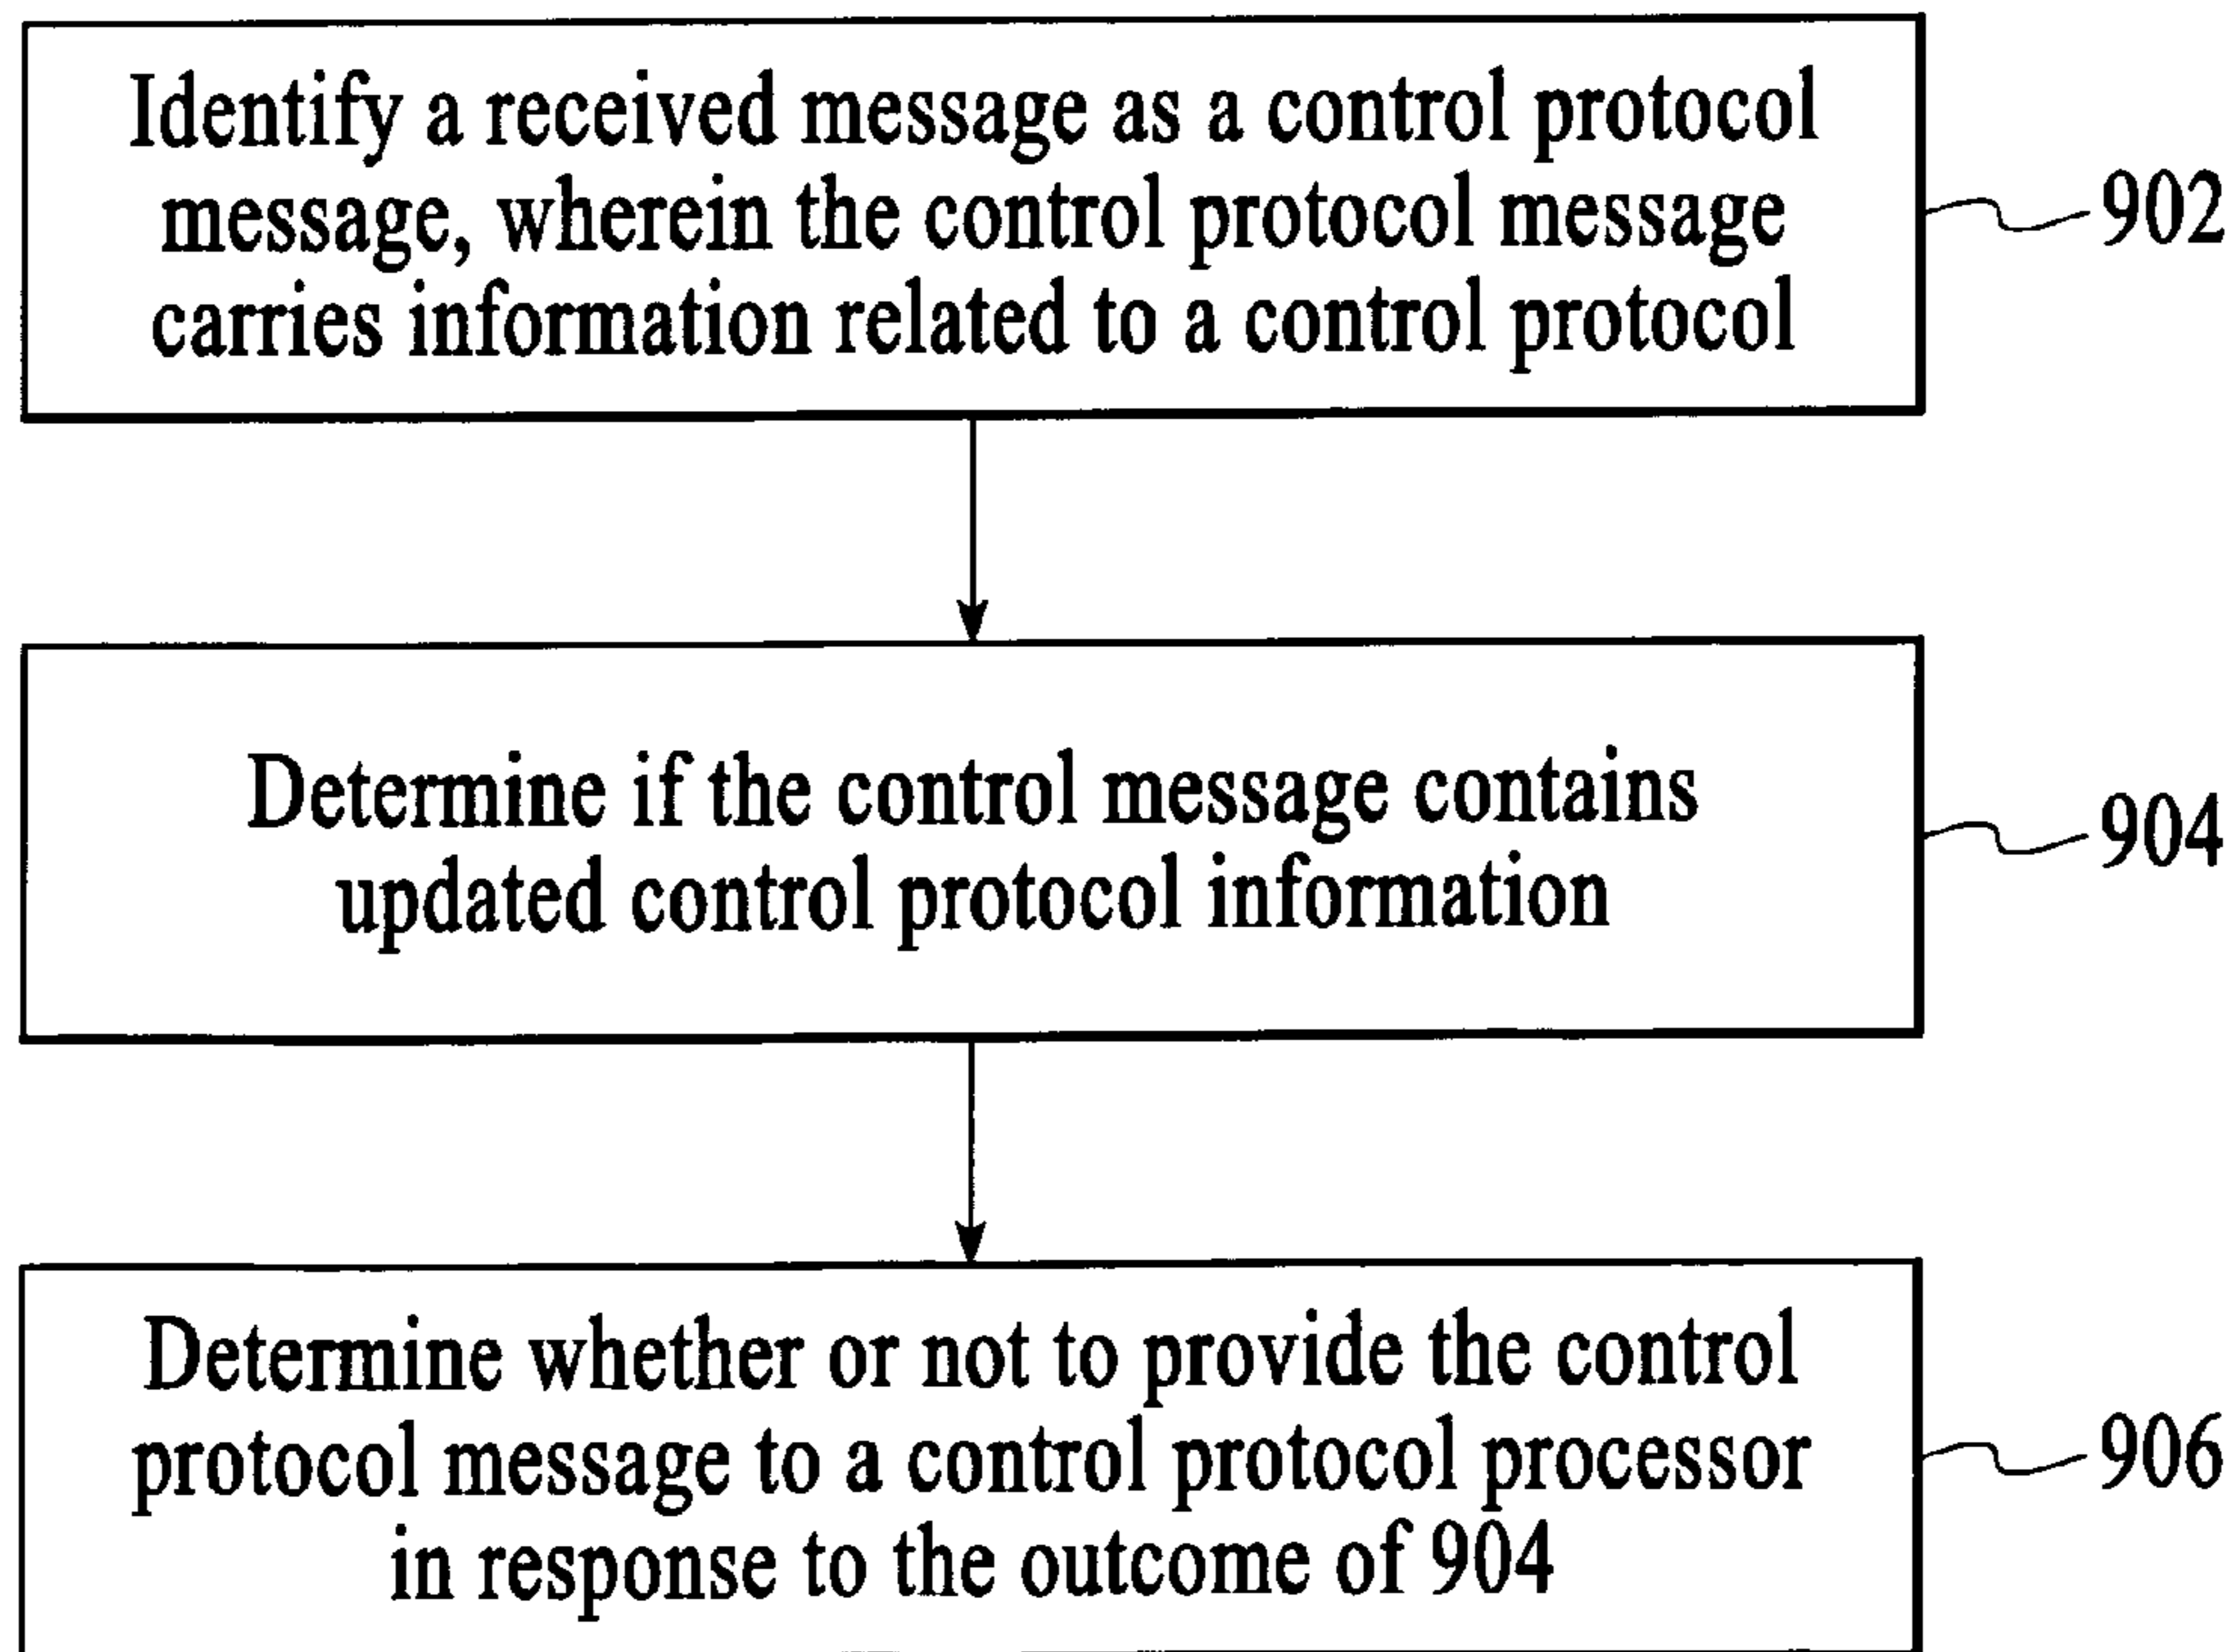 Identify a received message as a control protocol
message, wherein the control protocol message
carries information related to a control protocol
902
Determine if the control message contains
updated control protocol information
904
Determine whether or not to provide the control
protocol message to a control protocol processor
in response to the outcome of 904
906